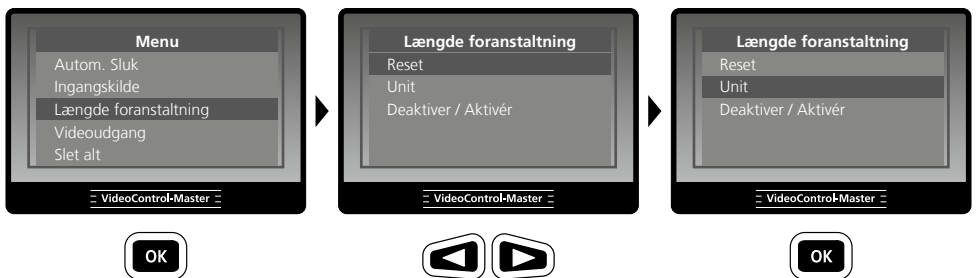 Menu
Autom. Sluk
Ingangskilde
Længde foranstaltning
Videoudgang
Slet alt
VideoControl-Master
OK
Længde foranstaltning
Reset
Unit
Deaktiver / Aktivér
VideoControl-Master
Længde foranstaltning
Reset
Unit
Deaktiver / Aktivér
VideoControl-Master
OK